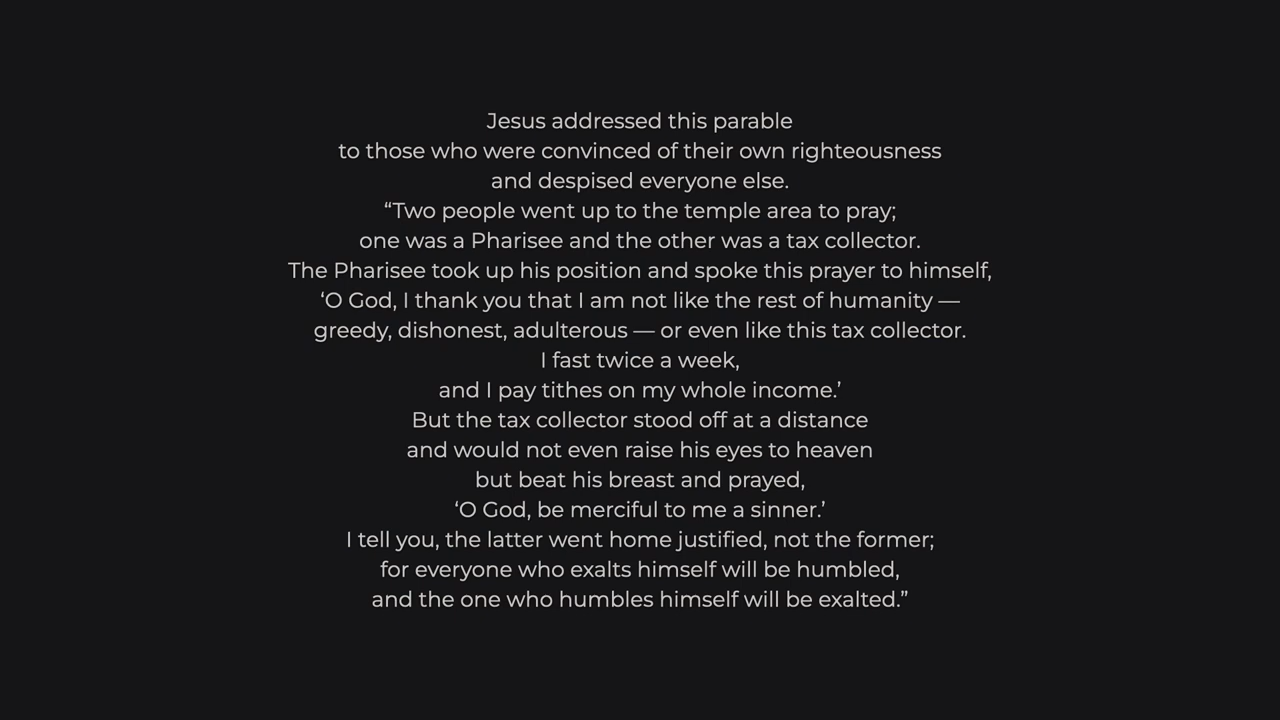 Jesus addressed this parable
to those who were convinced of their own righteousness
and despised everyone else.
“Two people went up to the temple area to pray;
one was a Pharisee and the other was a tax collector.
The Pharisee took up his position and spoke this prayer to himself,
‘O God, I thank you that I am not like the rest of humanity —
greedy, dishonest, adulterous — or even like this tax collector.
I fast twice a week,
and I pay tithes on my whole income.’
But the tax collector stood off at a distance
and would not even raise his eyes to heaven
but beat his breast and prayed,
‘O God, be merciful to me a sinner.’
I tell you, the latter went home justified, not the former;
for everyone who exalts himself will be humbled,
and the one who humbles himself will be exalted.”